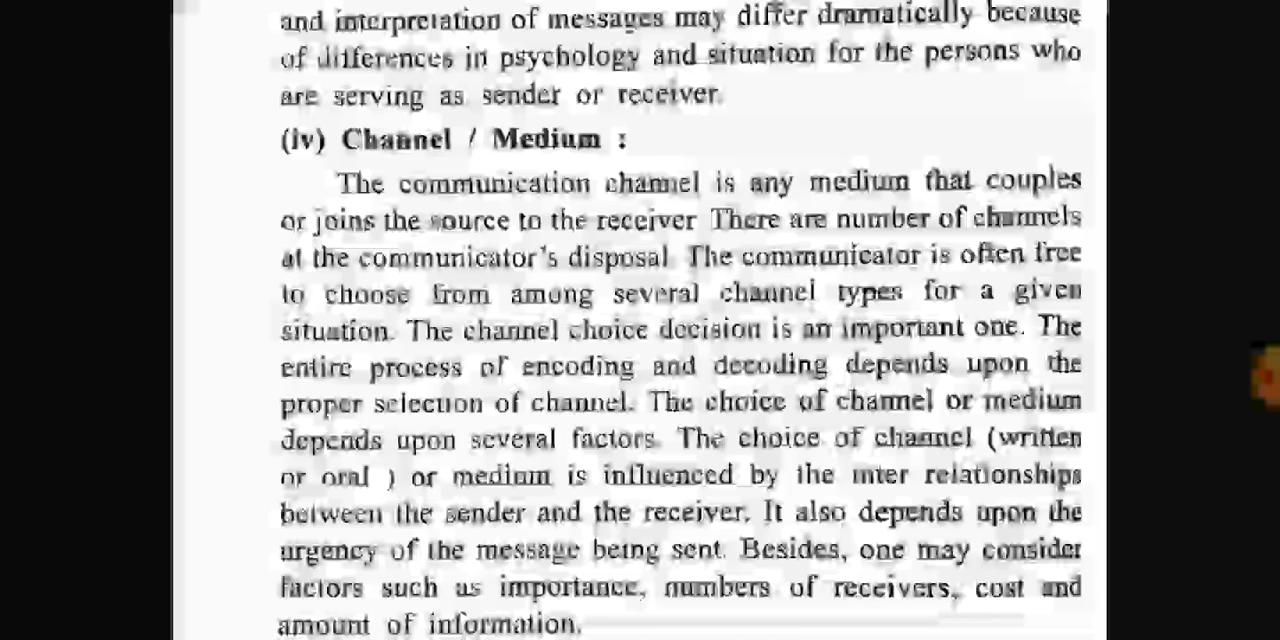 and interpretation of messages may differ dramatically because
of differences in psychology and situation for the persons who
are serving as sender or receiver.
(iv) Channel / Medium :
The communication channel is any medium that couples
or joins the source to the receiver There are number of channels
at the communicator's disposal. The communicator is often free
to choose from among several channel types for a given
situation. The channel choice decision is an important one. The
entire process of encoding and decoding depends upon the
proper selection of channel. The choice of channel or medium
depends upon several factors. The choice of channel (written
or oral ) or medium is influenced by the inter relationships
between the sender and the receiver. It also depends upon the
urgency of the message being sent. Besides, one may consider
factors such as importance, numbers of receivers, cost and
amount of information.